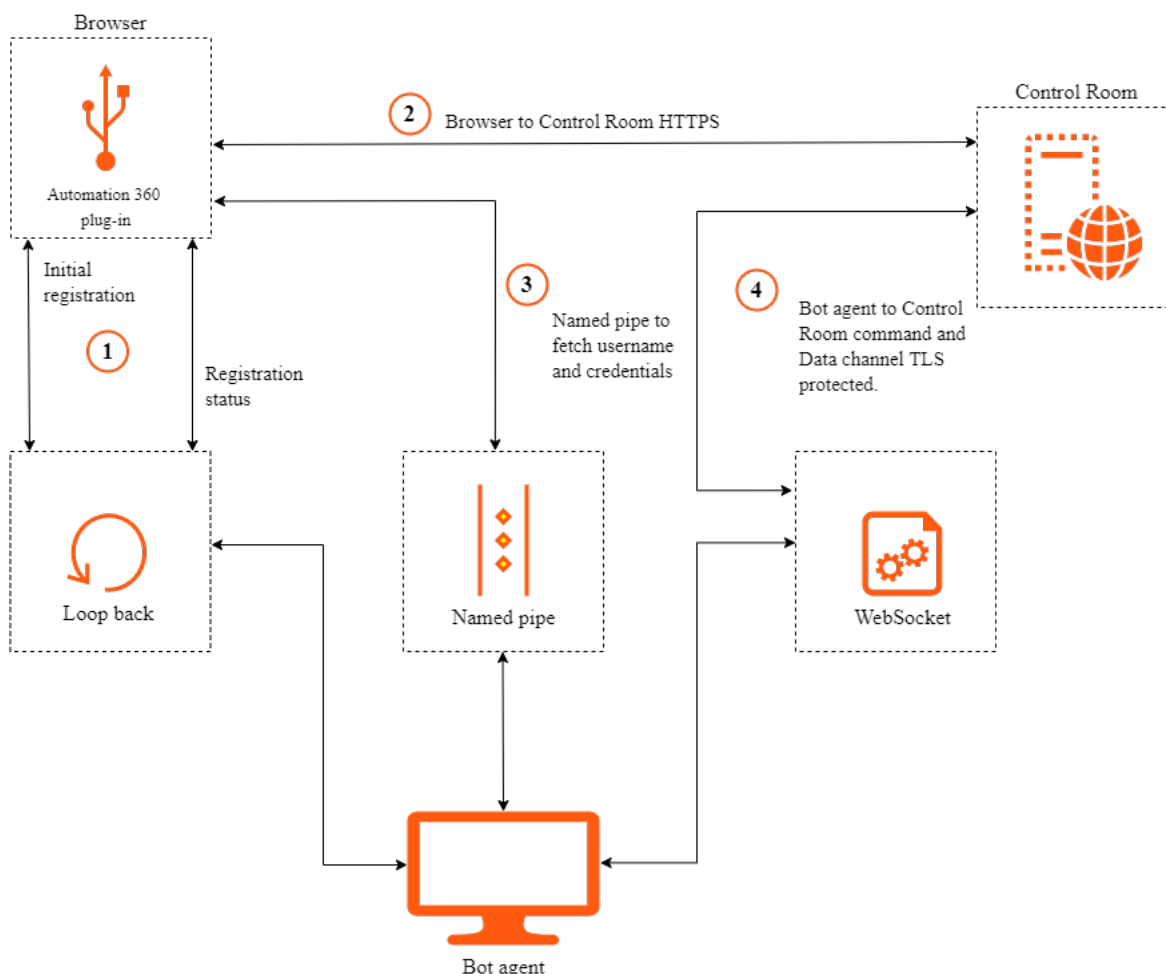 Browser
Automation 360
plug-in
2
Browser to Control Room HTTPS
Control Room
Initial
registration
1
Registration
status
3
Named pipe to
fetch username
and credentials
4
Bot agent to Control
Room command and
Data channel TLS
protected.
Loop back
Named pipe
WebSocket
Bot agent